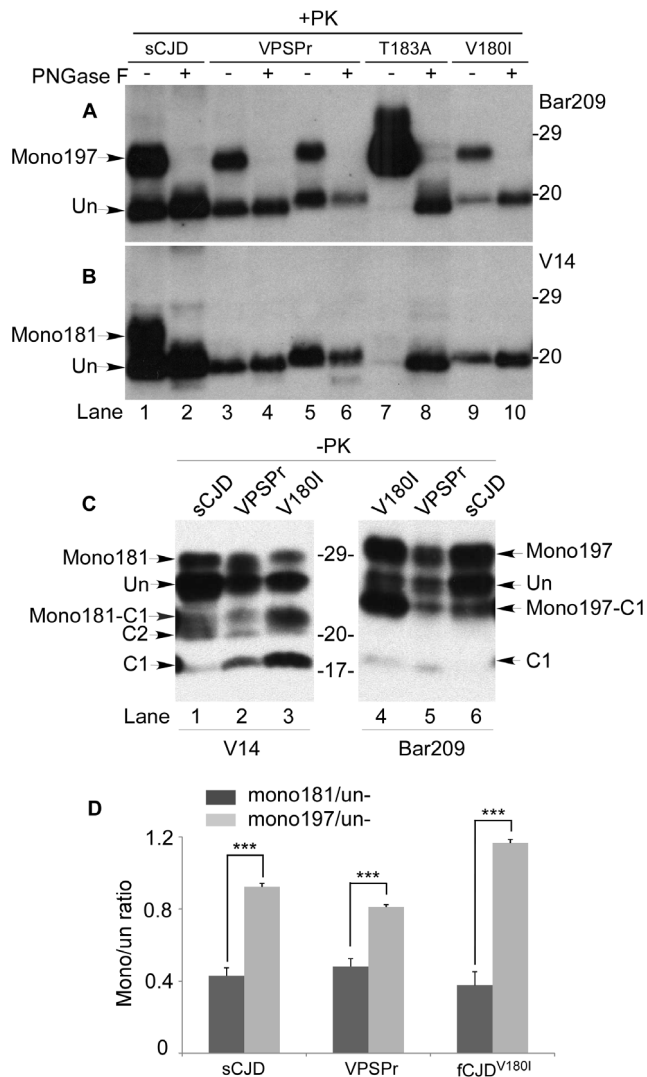 +PK
sCJD VPSPr T183A V180I
PNGase F - + - + - + - + - +
A Bar209
Mono197
-29
Un
-20
B V14
-29
Mono181
Un
-20
Lane 1 2 3 4 5 6 7 8 9 10
-PK
C sCJD VPSPr V180I V180I VPSPr sCJD
Mono181 -29- Mono197
Un Un
Mono181-C1 Mono197-C1
C2 -20-
C1 -17- C1
Lane 1 2 3 4 5 6
V14 Bar209
D mono181/un-
mono197/un-
Mono/un ratio
1.2
0.8
0.4
0
*** *** ***
sCJD VPSPr fCJDV180I